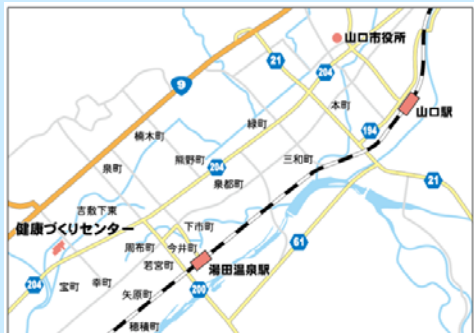 山口市役所
21
204
9
本町
山口駅
緑町
194
楠木町
三和町
熊野町
泉町
204
泉都町
21
吉敷下東
健康づくりセンター
下市町
61
周布町
今井町
湯田温泉駅
若宮町
204
宝町
幸町
200
矢原町
穂積町